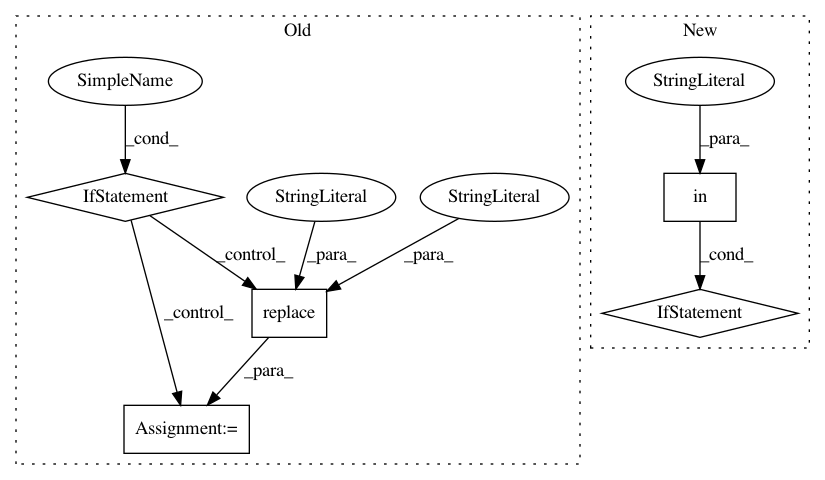 Old
New
SimpleName
StringLiteral
_cond_
_para_
IfStatement
StringLiteral
StringLiteral
in
_control_
_para_
_para_
_cond_
_control_
replace
IfStatement
_para_
Assignment:=